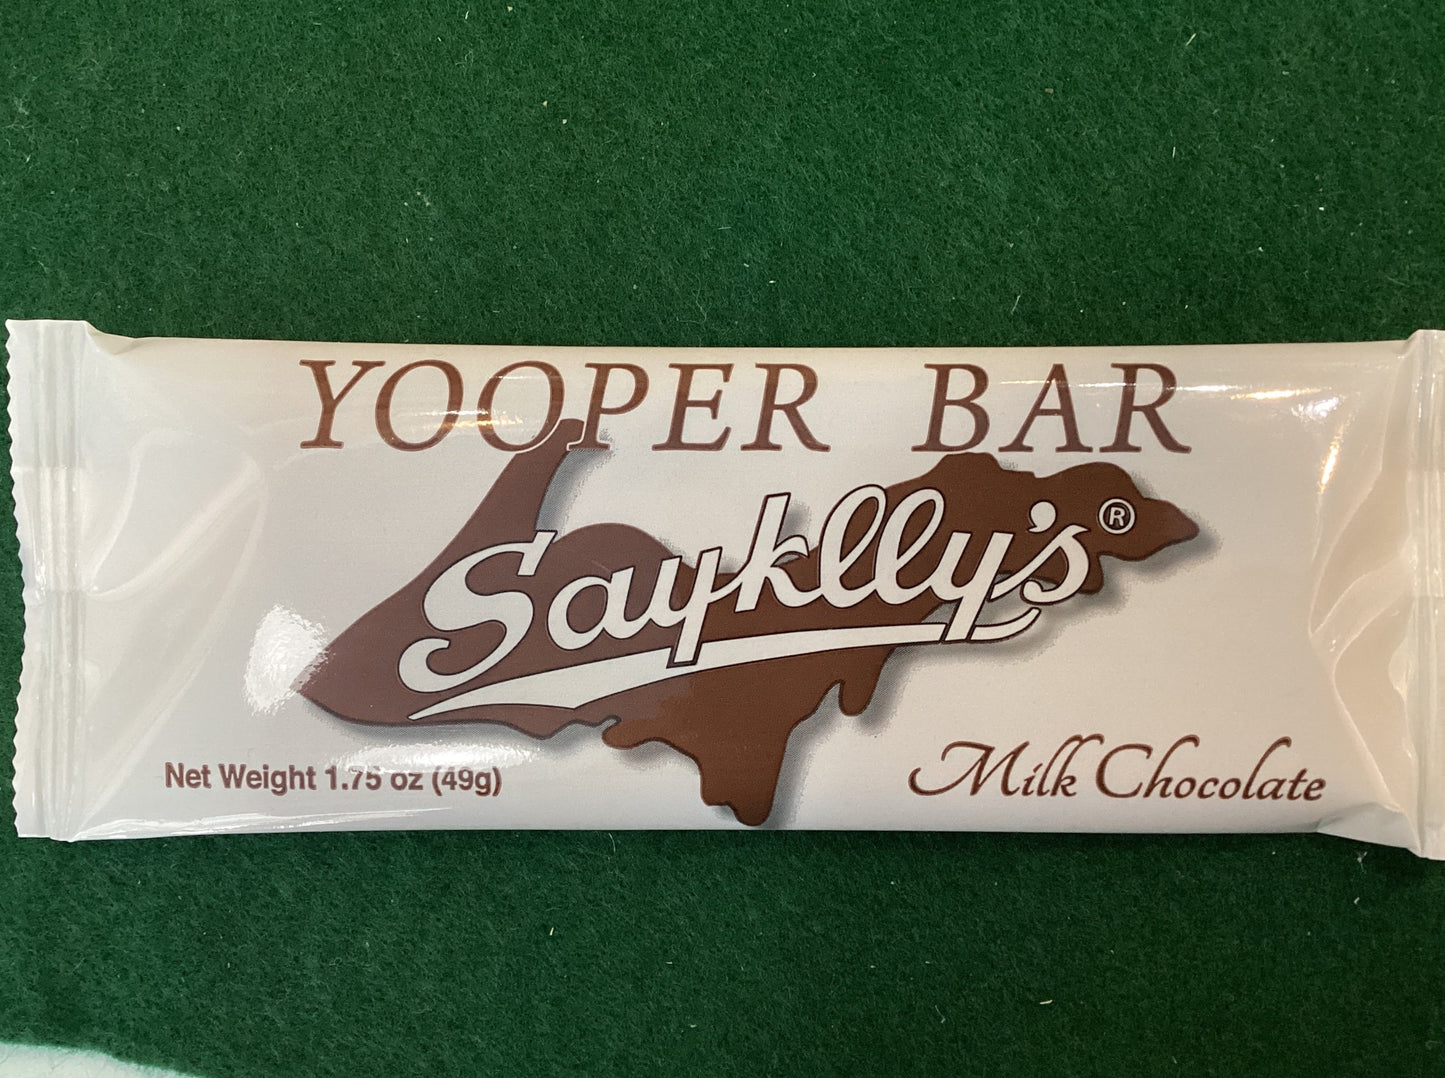 YOOPER BAR
Sayklly's®
Net Weight 1.75 oz (49g)
Milk Chocolate